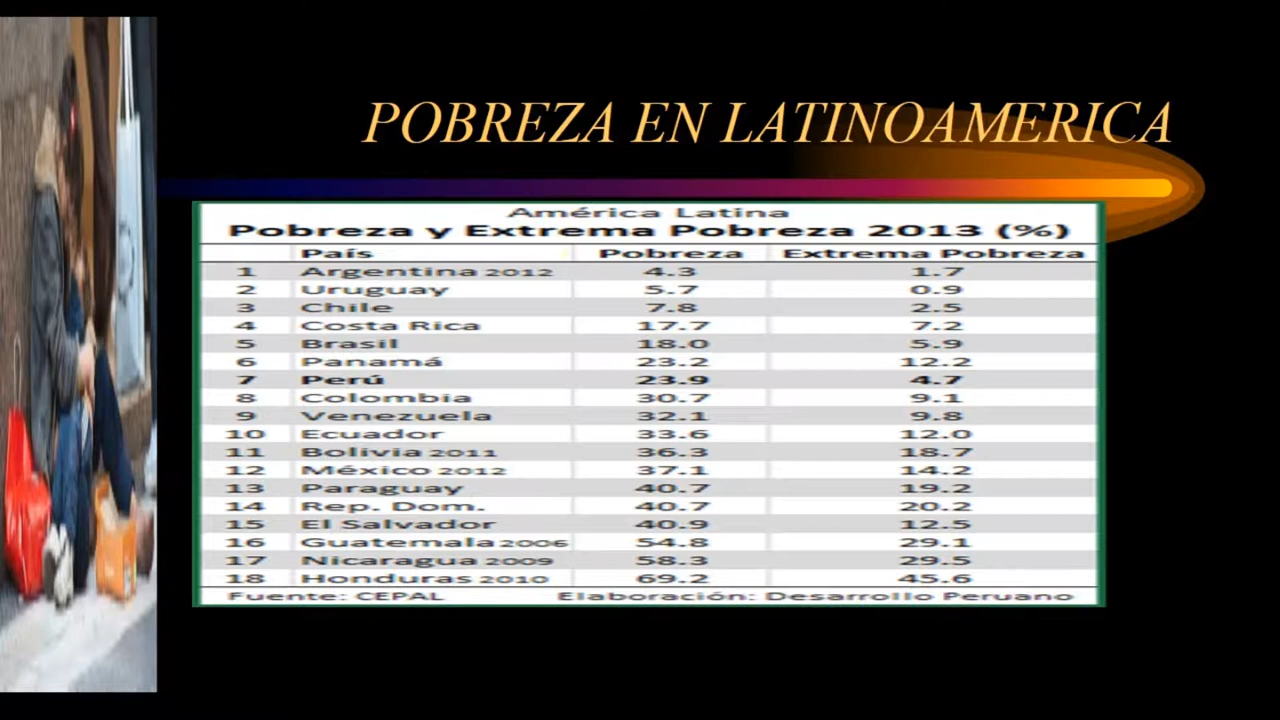 POBREZA EN LATINOAMERICA
América Latina
Pobreza y Extrema Pobreza 2013 (%)
País Pobreza Extrema Pobreza
1 Argentina 2012 4.3 1.7
2 Uruguay 5.7 0.9
3 Chile 7.8 2.5
4 Costa Rica 17.7 7.2
5 Brasil 18.0 5.9
6 Panamá 23.2 12.2
7 Perú 23.9 4.7
8 Colombia 30.7 9.1
9 Venezuela 32.1 9.8
10 Ecuador 33.6 12.0
11 Bolivia 2011 36.3 18.7
12 México 2012 37.1 14.2
13 Paraguay 40.7 19.2
14 Rep. Dom. 40.7 20.2
15 El Salvador 40.9 12.5
16 Guatemala 2006 54.8 29.1
17 Nicaragua 2009 58.3 29.5
18 Honduras 2010 69.2 45.6
Fuente: CEPAL Elaboración: Desarrollo Peruano